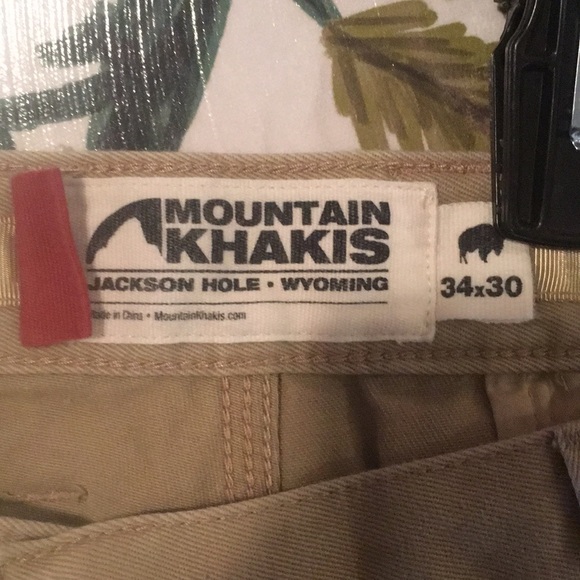 MOUNTAIN
KHAKIS
JACKSON HOLE • WYOMING
Made in China • MountainKhakis.com
34x30